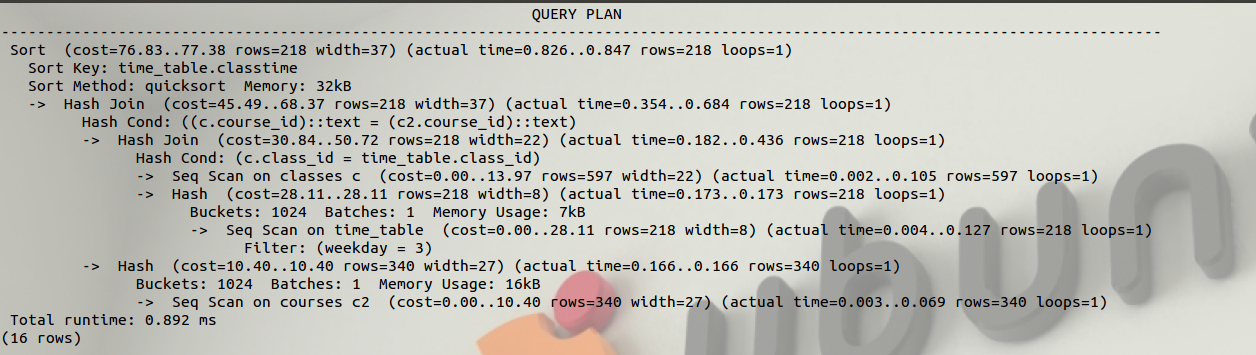 QUERY PLAN
-----------------------------------------------------------------------------------------------------------------------------------
Sort  (cost=76.83..77.38 rows=218 width=37) (actual time=0.826..0.847 rows=218 loops=1)
Sort Key: time_table.classtime
Sort Method: quicksort  Memory: 32kB
->  Hash Join  (cost=45.49..68.37 rows=218 width=37) (actual time=0.354..0.684 rows=218 loops=1)
Hash Cond: ((c.course_id)::text = (c2.course_id)::text)
->  Hash Join  (cost=30.84..50.72 rows=218 width=22) (actual time=0.182..0.436 rows=218 loops=1)
Hash Cond: (c.class_id = time_table.class_id)
->  Seq Scan on classes c  (cost=0.00..13.97 rows=597 width=22) (actual time=0.002..0.105 rows=597 loops=1)
->  Hash  (cost=28.11..28.11 rows=218 width=8) (actual time=0.173..0.173 rows=218 loops=1)
Buckets: 1024  Batches: 1  Memory Usage: 7kB
->  Seq Scan on time_table  (cost=0.00..28.11 rows=218 width=8) (actual time=0.004..0.127 rows=218 loops=1)
Filter: (weekday = 3)
->  Hash  (cost=10.40..10.40 rows=340 width=27) (actual time=0.166..0.166 rows=340 loops=1)
Buckets: 1024  Batches: 1  Memory Usage: 16kB
->  Seq Scan on courses c2  (cost=0.00..10.40 rows=340 width=27) (actual time=0.003..0.069 rows=340 loops=1)
Total runtime: 0.892 ms
(16 rows)
ubun